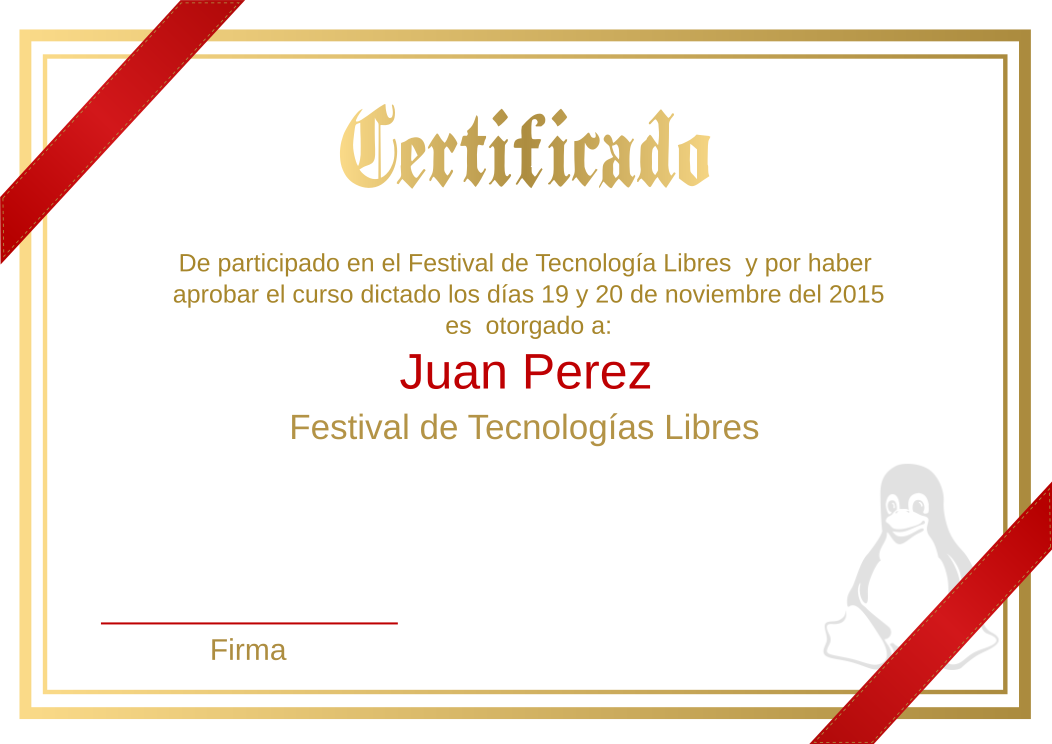 Certificado
De participado en el Festival de Tecnología Libres  y por haber
aprobar el curso dictado los días 19 y 20 de noviembre del 2015
es  otorgado a:
Juan Perez
Festival de Tecnologías Libres
Firma